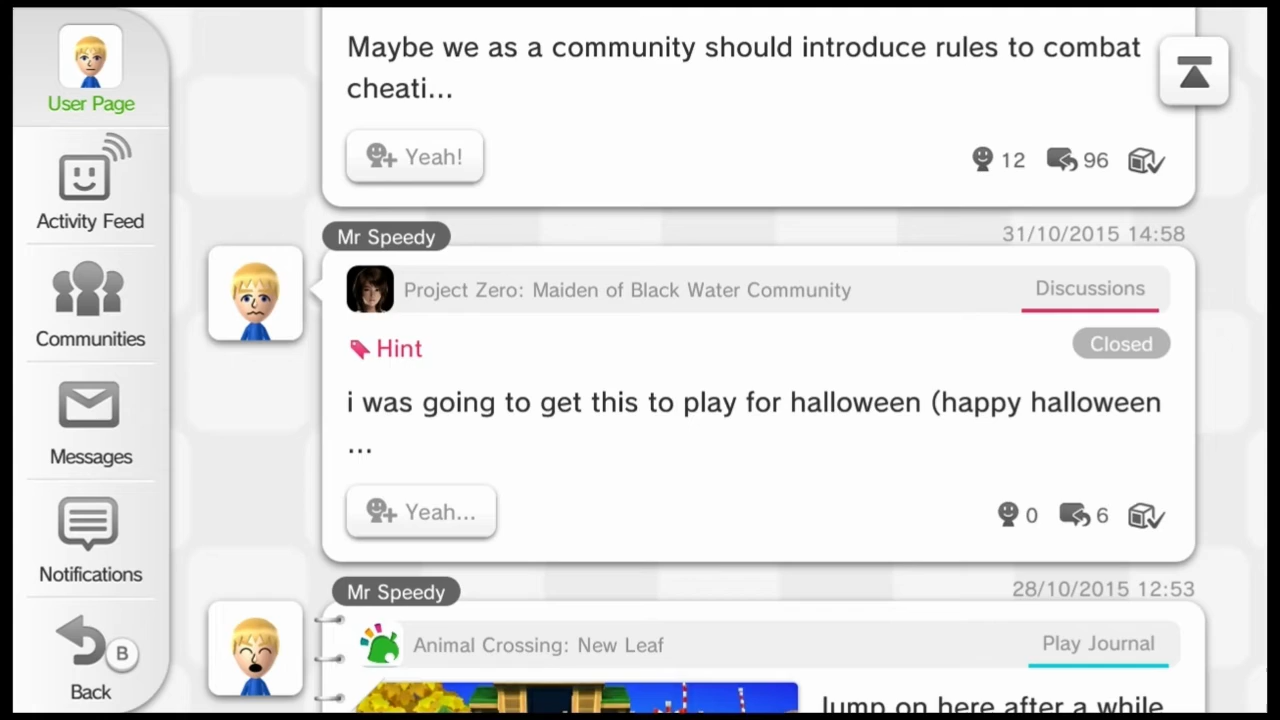 User Page
Activity Feed
Communities
Messages
Notifications
B
Back
Maybe we as a community should introduce rules to combat
cheati...
Yeah!
12
96
Mr Speedy
31/10/2015 14:58
Project Zero: Maiden of Black Water Community
Discussions
Hint
Closed
i was going to get this to play for halloween (happy halloween
...
Yeah...
0
6
Mr Speedy
28/10/2015 12:53
Animal Crossing: New Leaf
Play Journal
Jump on here after a while